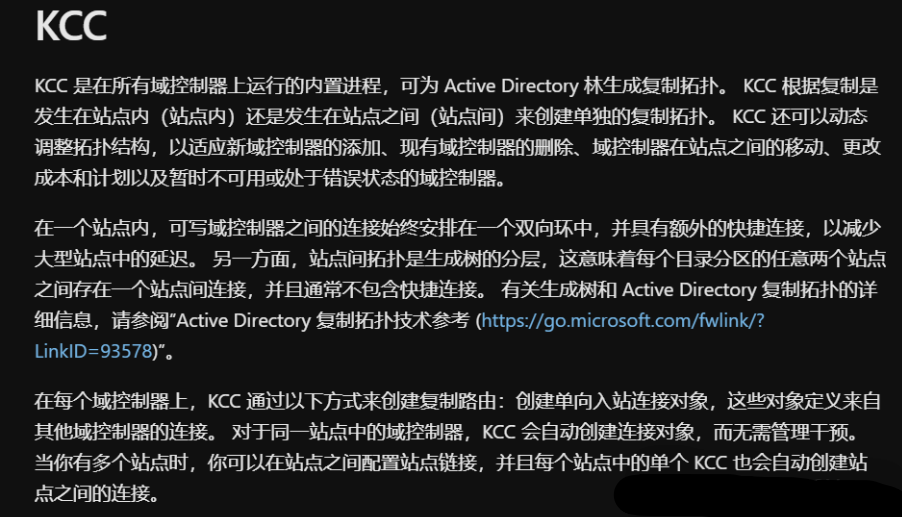 KCC
KCC 是在所有域控制器上运行的内置进程，可为 Active Directory 林生成复制拓扑。 KCC 根据复制是
发生在站点内（站点内）还是发生在站点之间（站点间）来创建单独的复制拓扑。 KCC 还可以动态
调整拓扑结构，以适应新域控制器的添加、现有域控制器的删除、域控制器在站点之间的移动、更改
成本和计划以及暂时不可用或处于错误状态的域控制器。
在一个站点内，可写域控制器之间的连接始终安排在一个双向环中，并具有额外的快捷连接，以减少
大型站点中的延迟。 另一方面，站点间拓扑是生成树的分层，这意味着每个目录分区的任意两个站点
之间存在一个站点间连接，并且通常不包含快捷连接。 有关生成树和 Active Directory 复制拓扑的详
细信息，请参阅“Active Directory 复制拓扑技术参考 (https://go.microsoft.com/fwlink/?
LinkID=93578)”。
在每个域控制器上，KCC 通过以下方式来创建复制路由：创建单向入站连接对象，这些对象定义来自
其他域控制器的连接。 对于同一站点中的域控制器，KCC 会自动创建连接对象，而无需管理干预。
当你有多个站点时，你可以在站点之间配置站点链接，并且每个站点中的单个 KCC 也会自动创建站
点之间的连接。